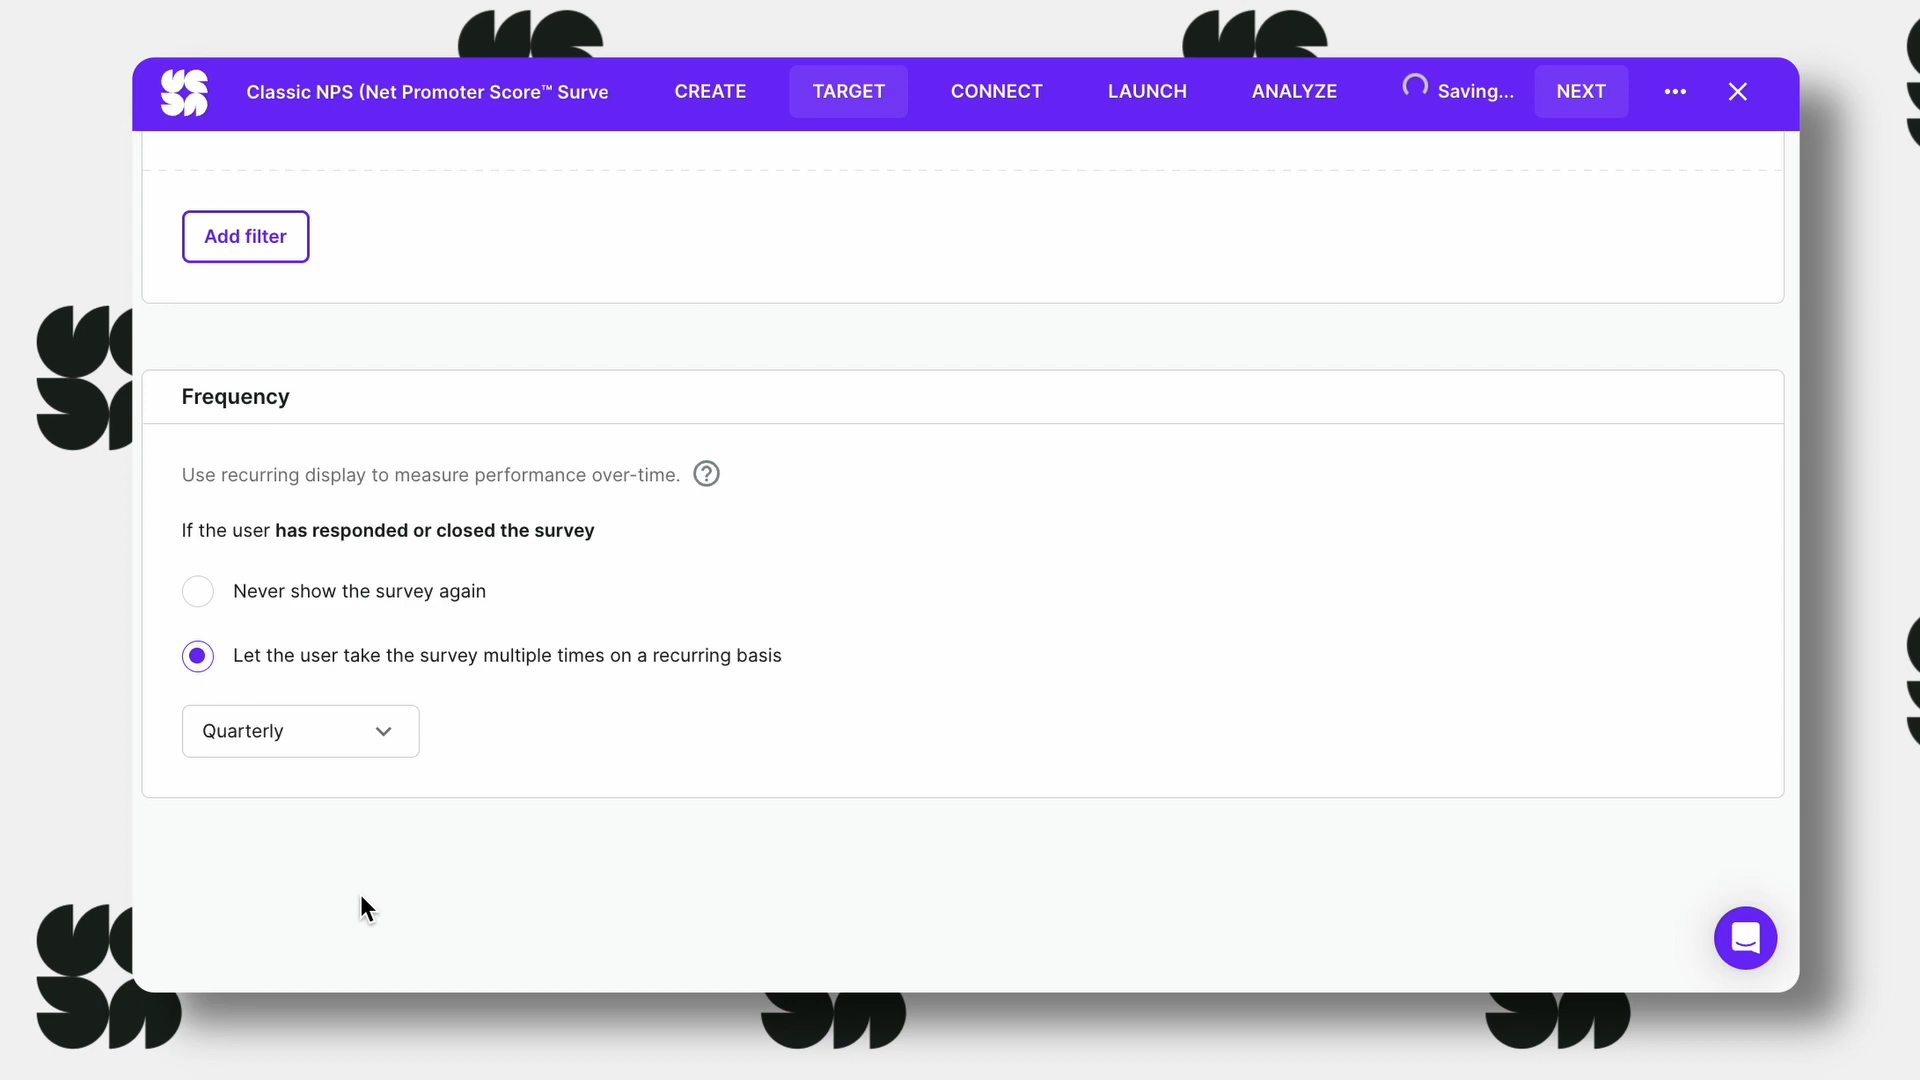 Classic NPS (Net Promoter Score™ Surve
CREATE
TARGET
CONNECT
LAUNCH
ANALYZE
Saving...
NEXT
Add filter
Frequency
Use recurring display to measure performance over-time.
If the user has responded or closed the survey
Never show the survey again
Let the user take the survey multiple times on a recurring basis
Quarterly